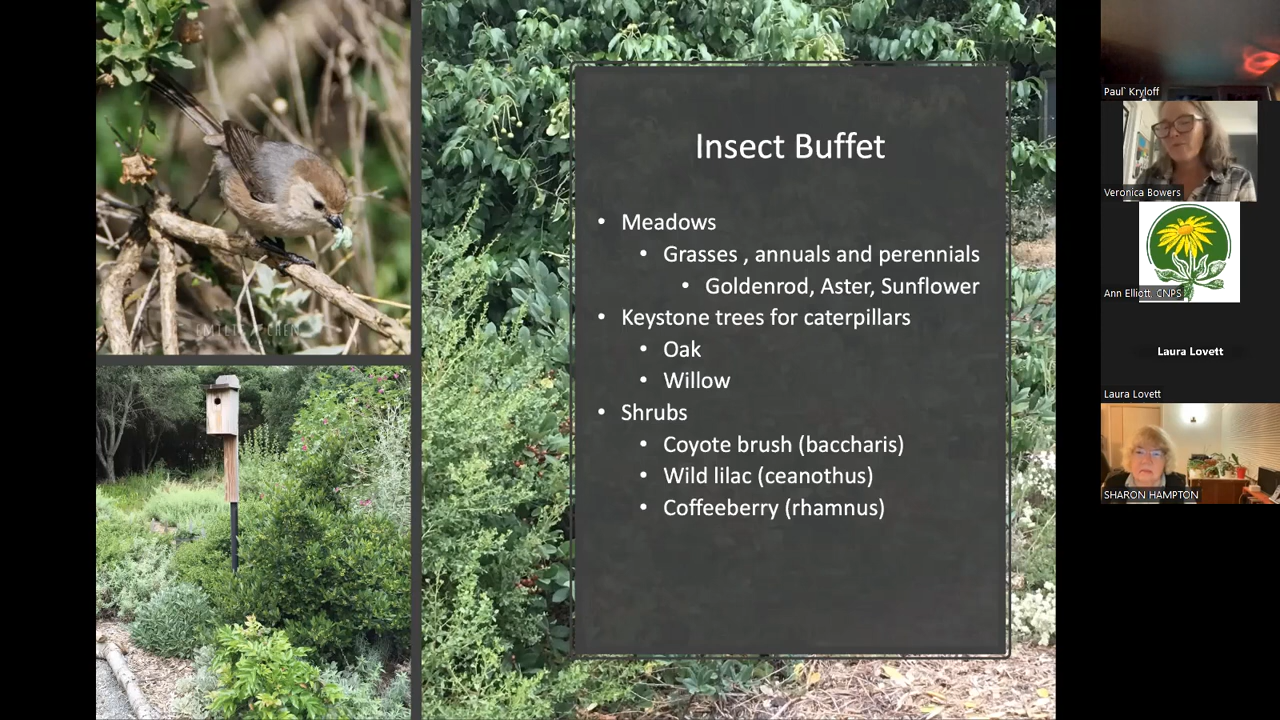 Insect Buffet
• Meadows
• Grasses , annuals and perennials
• Goldenrod, Aster, Sunflower
• Keystone trees for caterpillars
• Oak
• Willow
• Shrubs
• Coyote brush (baccharis)
• Wild lilac (ceanothus)
• Coffeeberry (rhamnus)
Paul` Kryloff
Veronica Bowers
Ann Elliott, CNPS
Laura Lovett
Laura Lovett
SHARON HAMPTON